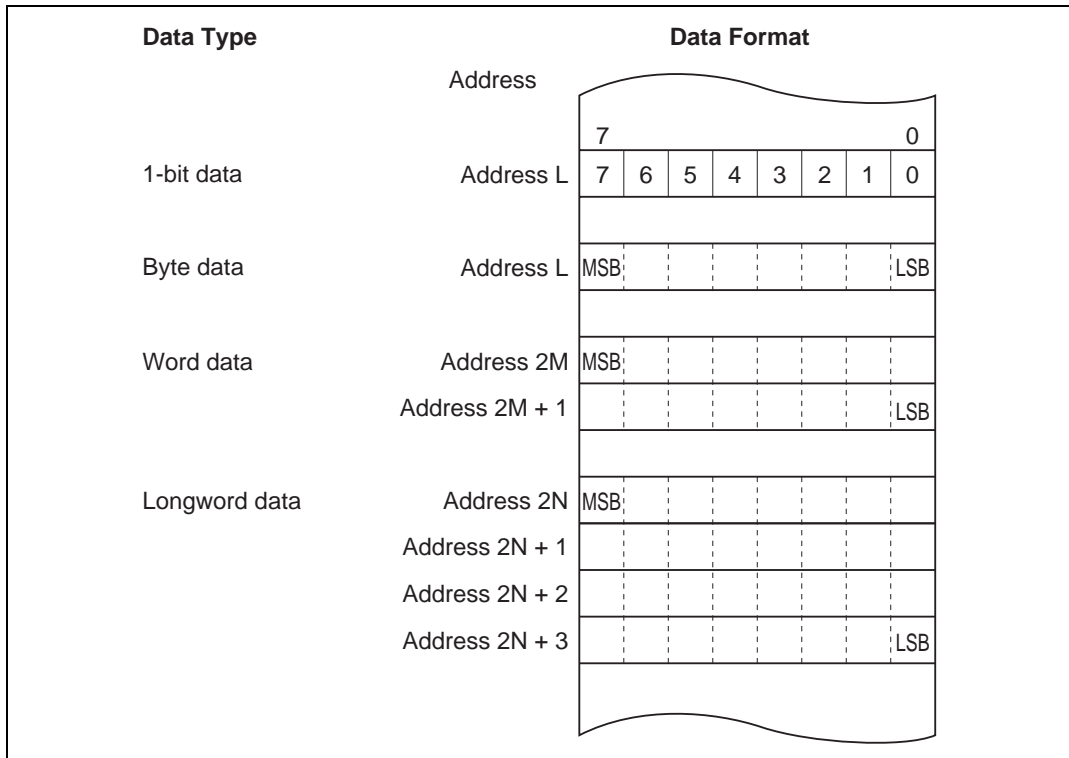 Data Type Data Format
Address
7 0
1-bit data Address L 7 6 5 4 3 2 1 0
Byte data Address L MSB LSB
Word data Address 2M MSB
Address 2M + 1 LSB
Longword data Address 2N MSB
Address 2N + 1
Address 2N + 2
Address 2N + 3 LSB